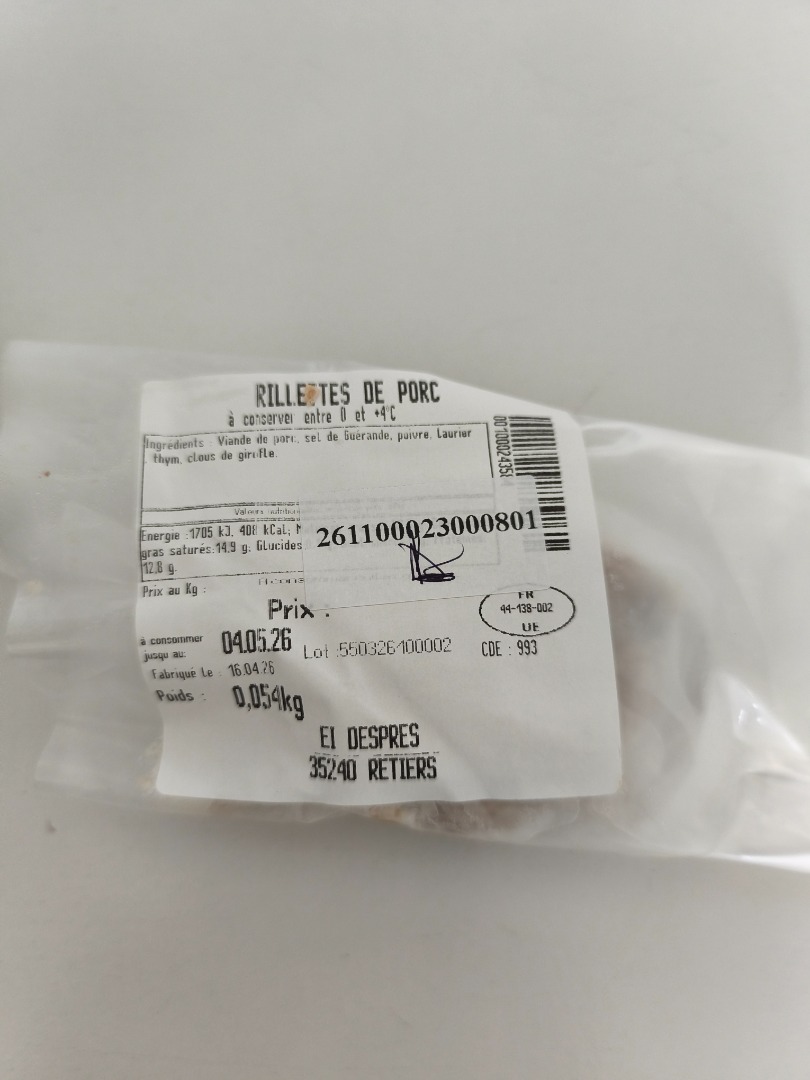 RILLETTES DE PORC
à conserver entre 0 et +4°C
Ingrédients : Viande de porc, sel de Guérande, poivre, Laurier
thym, clous de girofle.
Valeurs nutrition
Energie :1705 kJ, 408 kCal; M
gras saturés:14,9 g; Glucides
12,8 g.
261100023000801
Prix au Kg :
Prix :
FR
44-138-002
UE
à consommer
jusqu au:
04.05.26
Lot :550326400002
CDE : 993
Fabriqué Le : 16.04.26
Poids : 0,054kg
EI DESPRES
35240 RETIERS